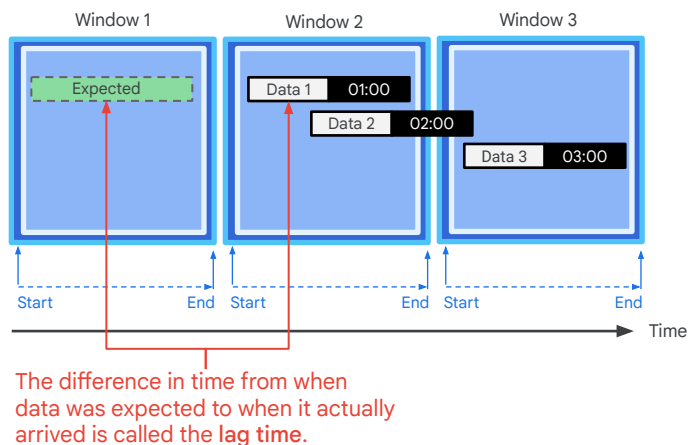 Window 1 Window 2 Window 3
Expected Data 1 01:00
Data 2 02:00
Data 3 03:00
Start End Start End Start End
Time
The difference in time from when
data was expected to when it actually
arrived is called the lag time.